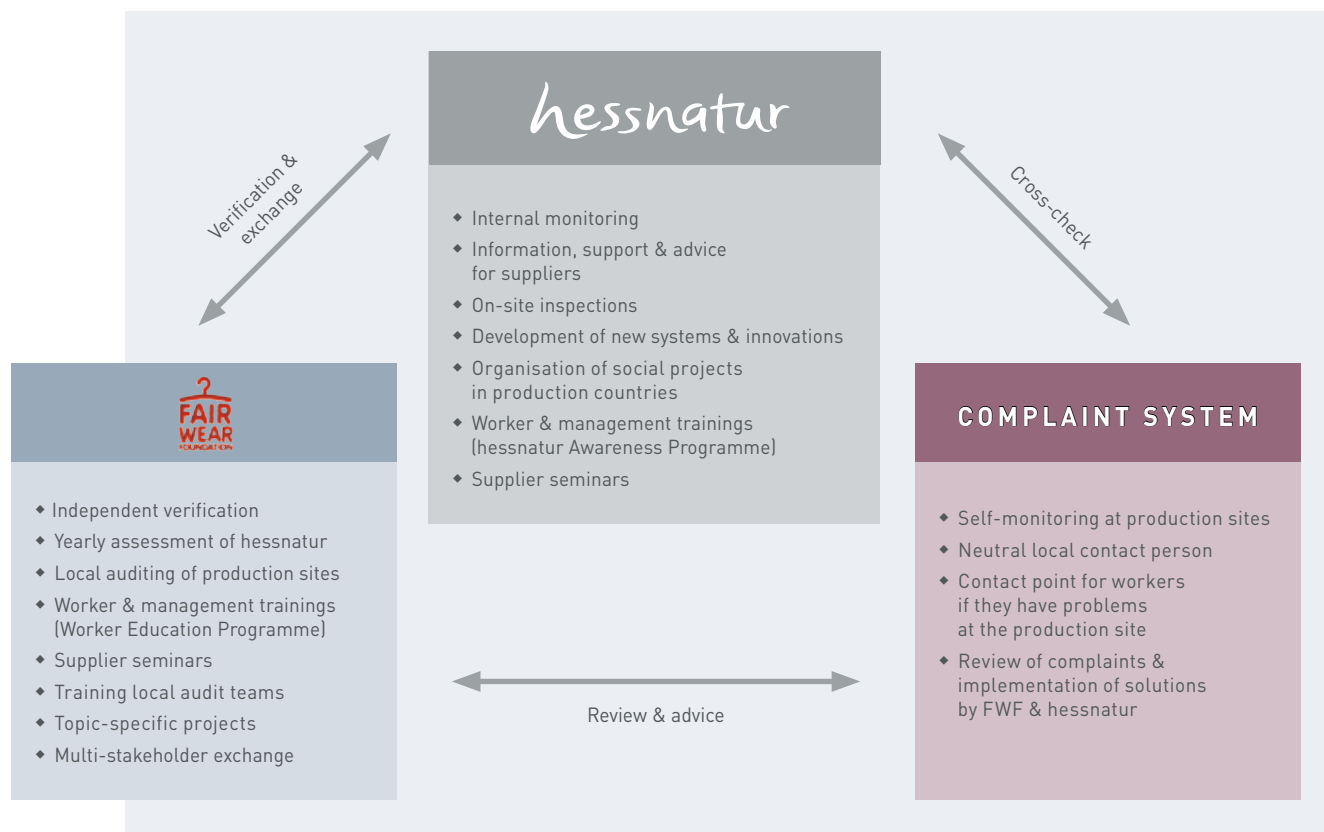 hessnatur
Verification &
exchange
Cross-check
◆ Internal monitoring
◆ Information, support & advice
for suppliers
◆ On-site inspections
◆ Development of new systems & innovations
◆ Organisation of social projects
in production countries
◆ Worker & management trainings
(hessnatur Awareness Programme)
◆ Supplier seminars
FAIR
WEAR
FOUNDATION
◆ Independent verification
◆ Yearly assessment of hessnatur
◆ Local auditing of production sites
◆ Worker & management trainings
(Worker Education Programme)
◆ Supplier seminars
◆ Training local audit teams
◆ Topic-specific projects
◆ Multi-stakeholder exchange
COMPLAINT SYSTEM
◆ Self-monitoring at production sites
◆ Neutral local contact person
◆ Contact point for workers
if they have problems
at the production site
◆ Review of complaints &
implementation of solutions
by FWF & hessnatur
Review & advice